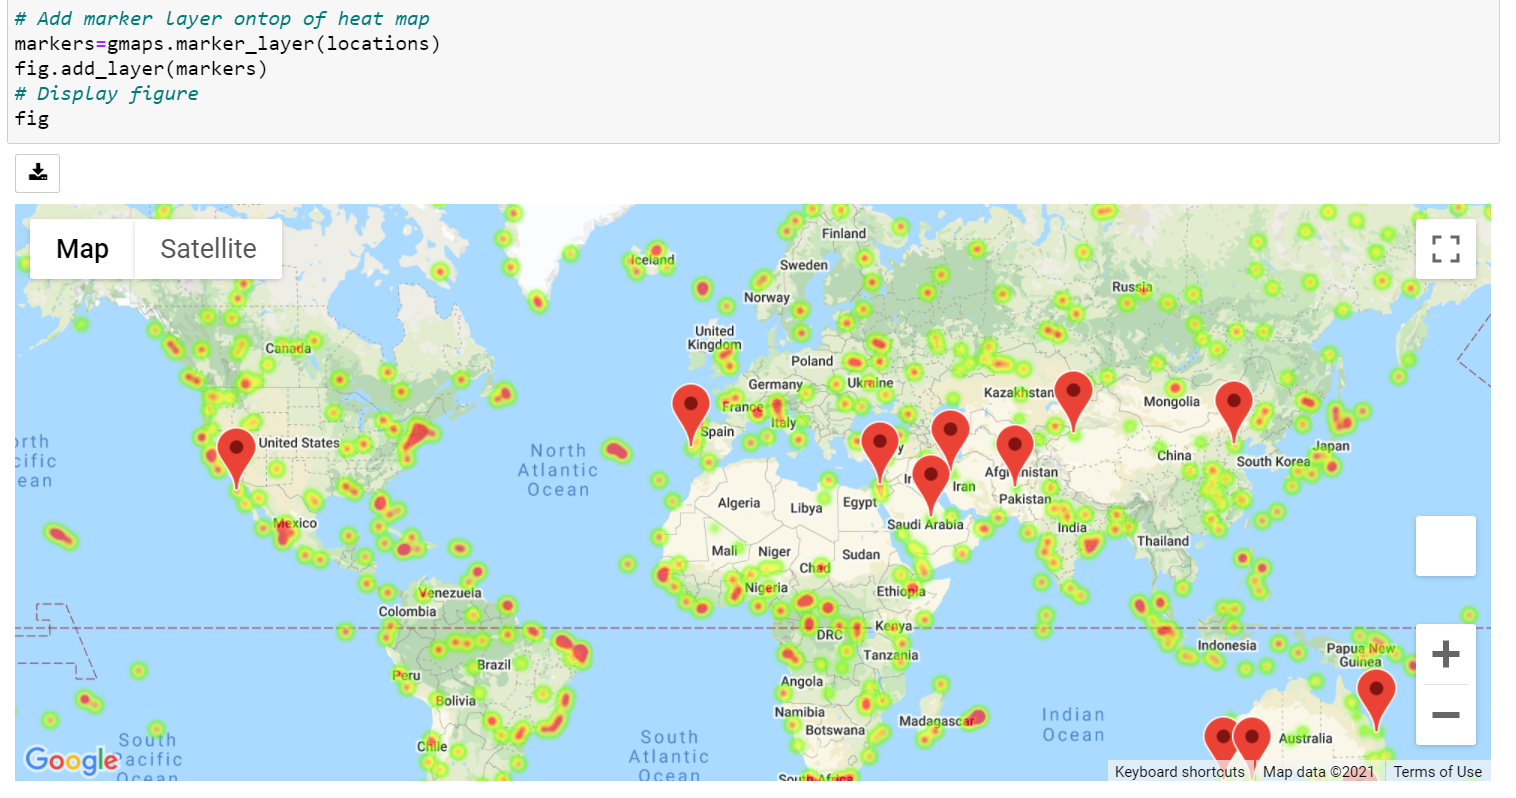 # Add marker layer ontop of heat map
markers=gmaps.marker_layer(locations)
fig.add_layer(markers)
# Display figure
fig
Map
Satellite
Finland
Iceland
Sweden
Russia
Norway
United
Kingdom
Canada
Poland
Germany
Ukraine
Kazakhstan
Mongolia
France
Italy
Spain
United States
North
Atlantic
Ocean
Japan
China
South Korea
Afghanistan
Iran
Pakistan
Algeria
Libya
Egypt
Saudi Arabia
Mexico
India
Thailand
Mali
Niger
Sudan
Chad
Nigeria
Ethiopia
Venezuela
Colombia
Kenya
DRC
Tanzania
Indonesia
Papua New
Guinea
Brazil
Peru
Angola
Bolivia
Namibia
Botswana
Madagascar
Indian
Ocean
Chile
South
Pacific
Ocean
South
Atlantic
Ocean
Australia
South Africa
Google
Keyboard shortcuts
Map data ©2021
Terms of Use